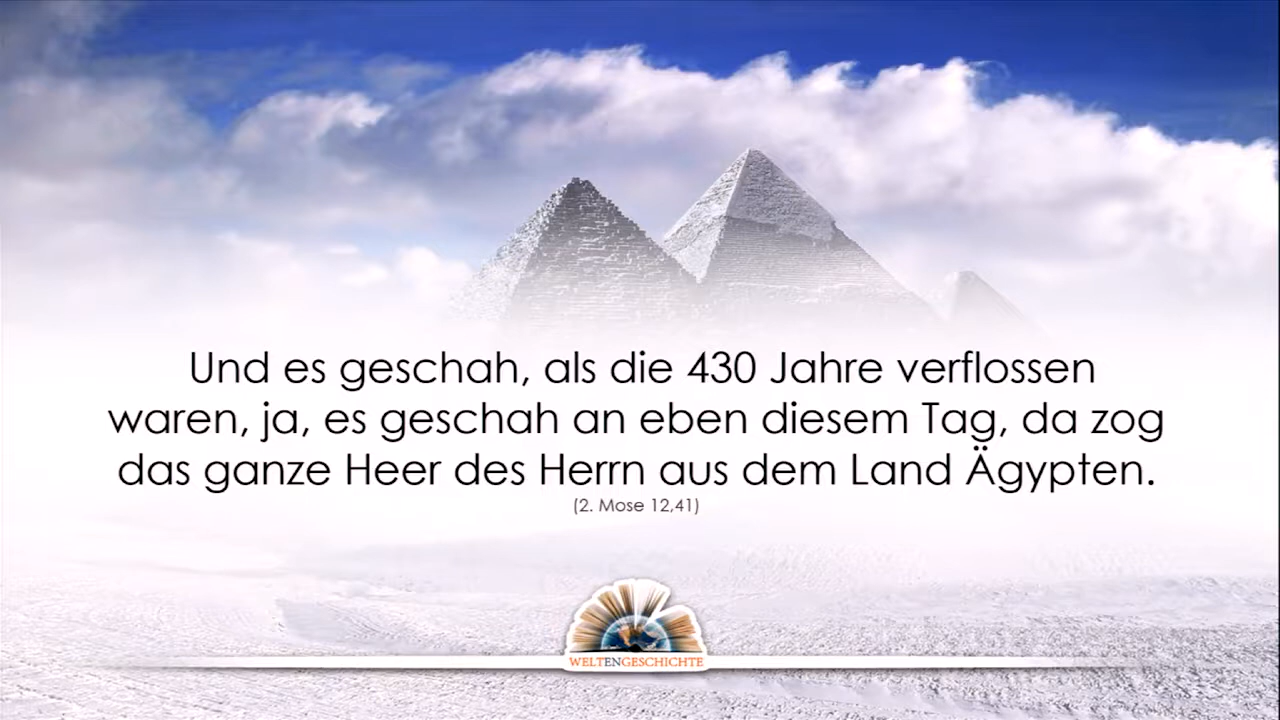 Und es geschah, als die 430 Jahre verflossen
waren, ja, es geschah an eben diesem Tag, da zog
das ganze Heer des Herrn aus dem Land Ägypten.
(2. Mose 12,41)
WELTENGESCHICHTE